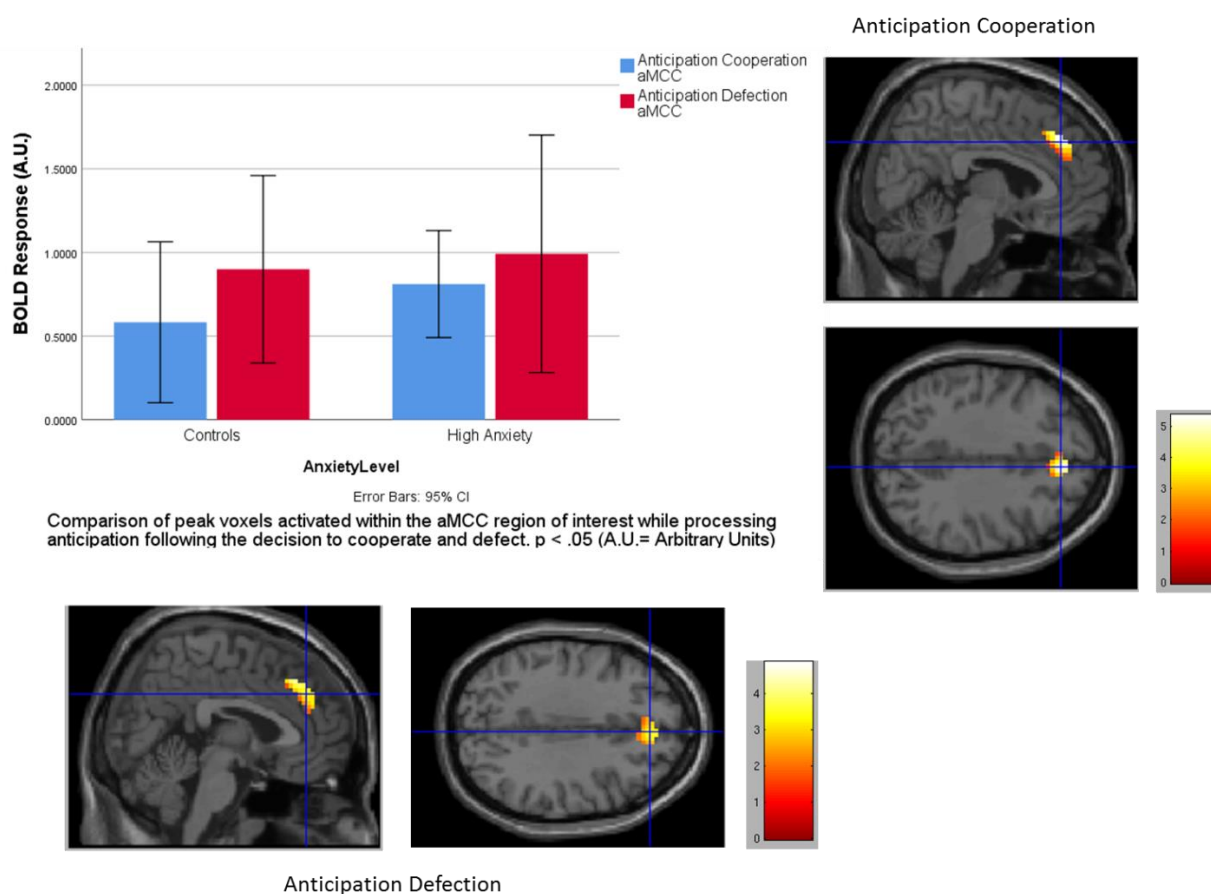 Anticipation Cooperation
Anticipation Cooperation
aMCC
Anticipation Defection
aMCC
2.0000
1.5000
1.0000
0.5000
0.0000
BOLD Response (A.U.)
Controls
High Anxiety
AnxietyLevel
Error Bars: 95% CI
Comparison of peak voxels activated within the aMCC region of interest while processing
anticipation following the decision to cooperate and defect. p < .05 (A.U.= Arbitrary Units)
5
4
3
2
1
0
4
3
2
1
0
Anticipation Defection